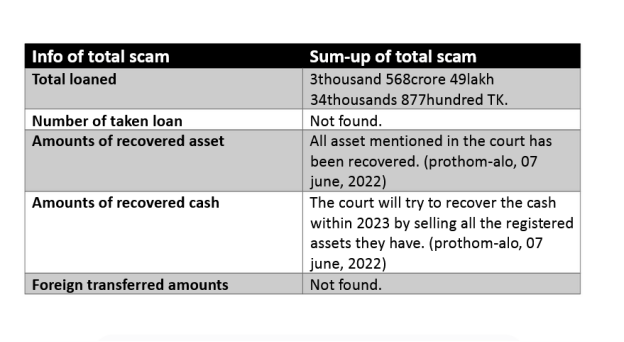 Info of total scam
Sum-up of total scam
Total loaned
3thousand 568crore 49lakh
34thousands 877hundred TK.
Number of taken loan
Not found.
Amounts of recovered asset
All asset mentioned in the court has
been recovered. (prothom-alo, 07
june, 2022)
Amounts of recovered cash
The court will try to recover the cash
within 2023 by selling all the registered
assets they have. (prothom-alo, 07
june, 2022)
Foreign transferred amounts
Not found.